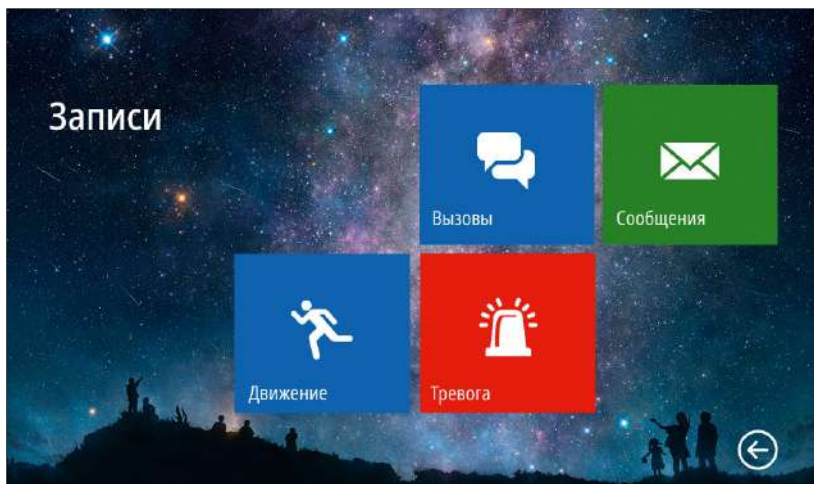 Записи
Вызовы
Сообщения
Движение
Тревога